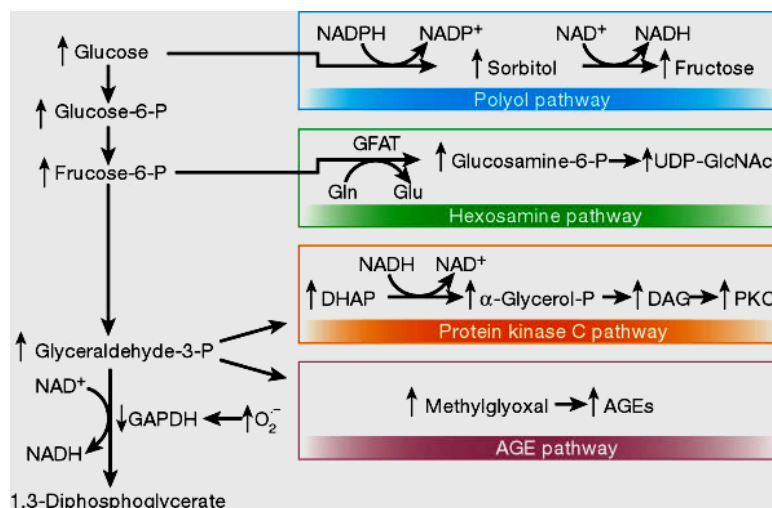 ↑ Glucose
↑ Glucose-6-P
↑ Frucose-6-P
↑ Glyceraldehyde-3-P
NAD⁺
↓GAPDH ← ↑O₂·⁻
NADH
1,3-Diphosphoglycerate
NADPH NADP⁺ NAD⁺ NADH
↑ Sorbitol ↑ Fructose
Polyol pathway
GFAT
↑ Glucosamine-6-P → ↑UDP-GlcNAc
Gln Glu
Hexosamine pathway
NADH NAD⁺
↑ DHAP → ↑ α-Glycerol-P → ↑ DAG → ↑ PKC
Protein kinase C pathway
↑ Methylglyoxal → ↑ AGEs
AGE pathway